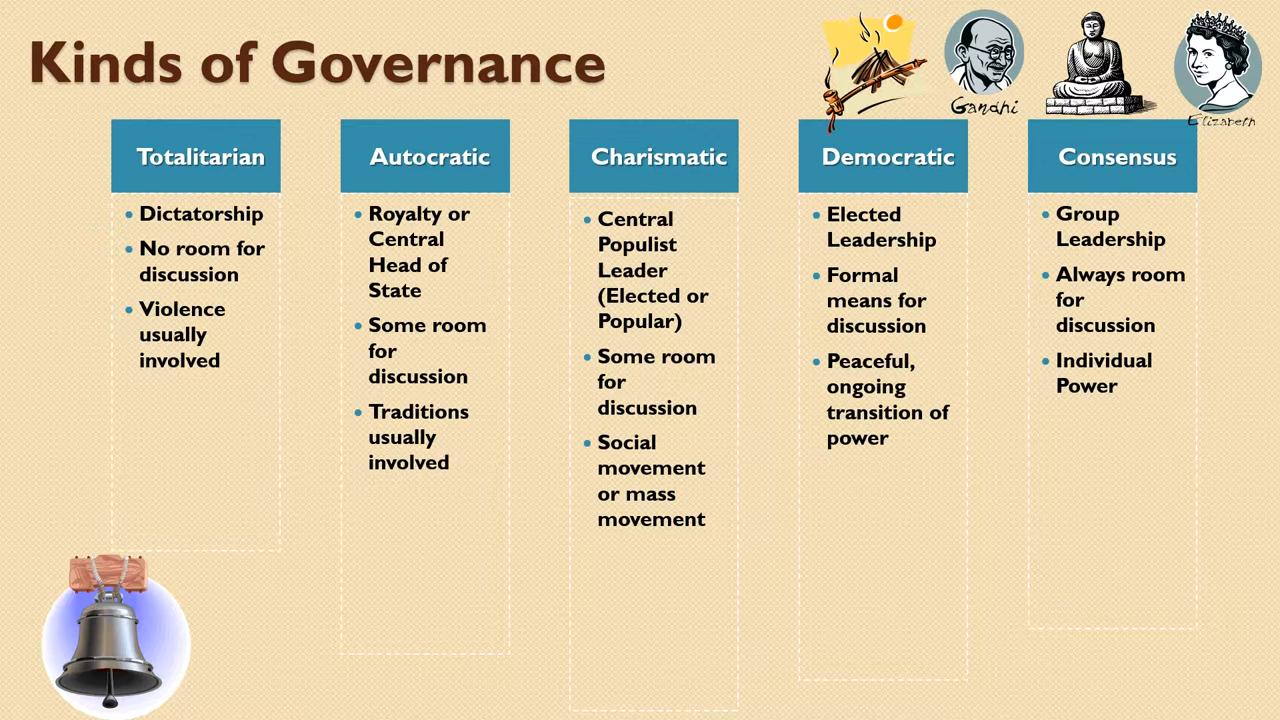 Kinds of Governance
Gandhi
Elizabeth
Totalitarian
• Dictatorship
• No room for
discussion
• Violence
usually
involved
Autocratic
• Royalty or
Central
Head of
State
• Some room
for
discussion
• Traditions
usually
involved
Charismatic
• Central
Populist
Leader
(Elected or
Popular)
• Some room
for
discussion
• Social
movement
or mass
movement
Democratic
• Elected
Leadership
• Formal
means for
discussion
• Peaceful,
ongoing
transition of
power
Consensus
• Group
Leadership
• Always room
for
discussion
• Individual
Power